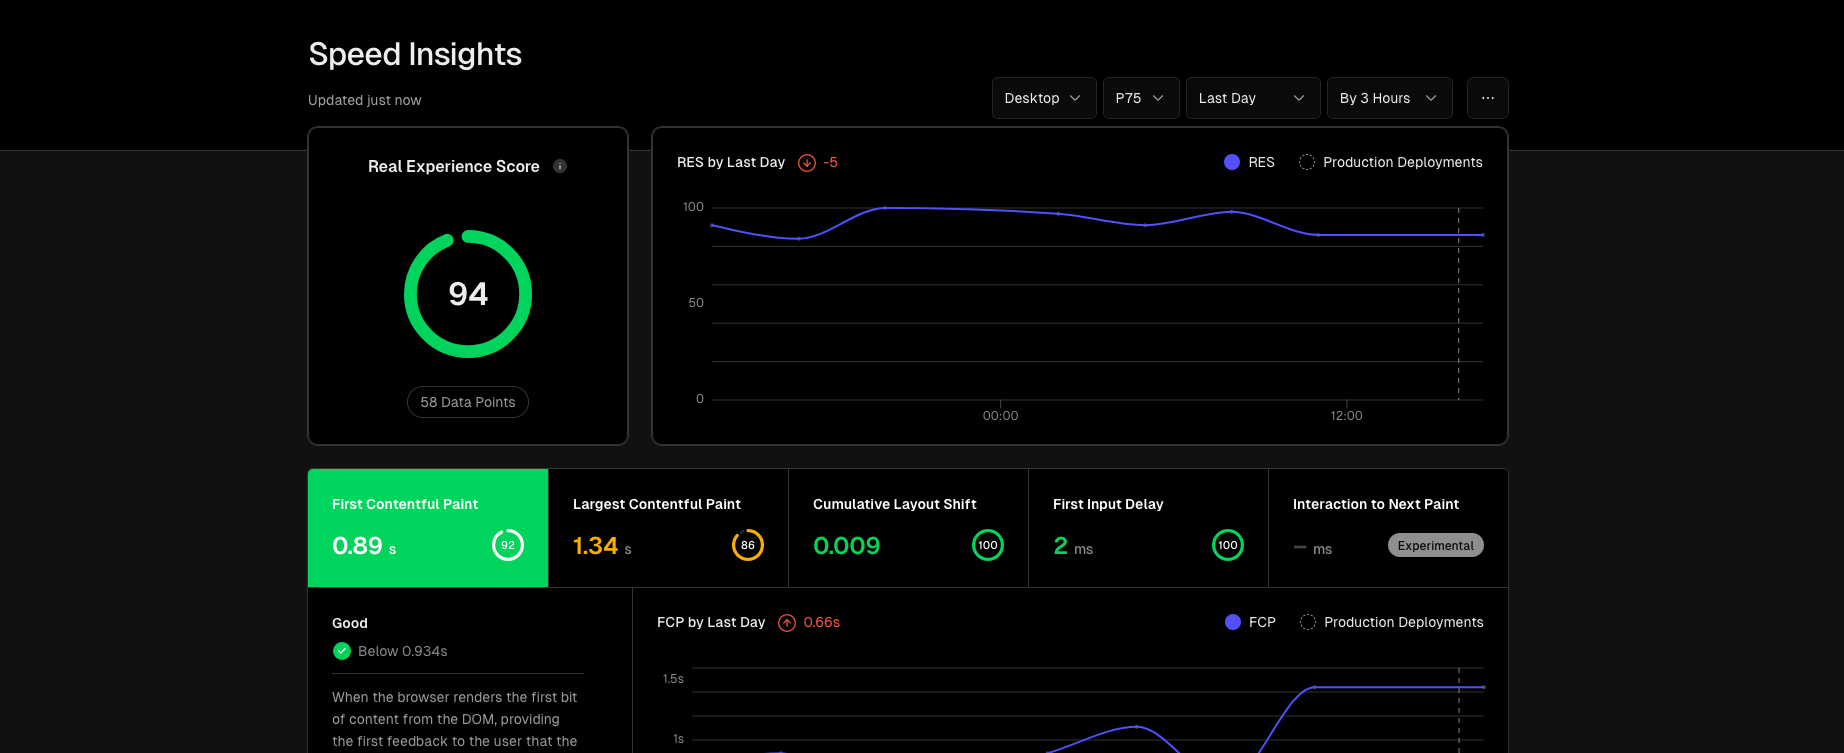 Speed Insights
Updated just now
Desktop
P75
Last Day
By 3 Hours
Real Experience Score
94
58 Data Points
RES by Last Day
-5
RES
Production Deployments
100
50
0
00:00
12:00
First Contentful Paint
0.89 s
92
Largest Contentful Paint
1.34 s
86
Cumulative Layout Shift
0.009
100
First Input Delay
2 ms
100
Interaction to Next Paint
– ms
Experimental
Good
Below 0.934s
When the browser renders the first bit
of content from the DOM, providing
the first feedback to the user that the
FCP by Last Day
0.66s
FCP
Production Deployments
1.5s
1s